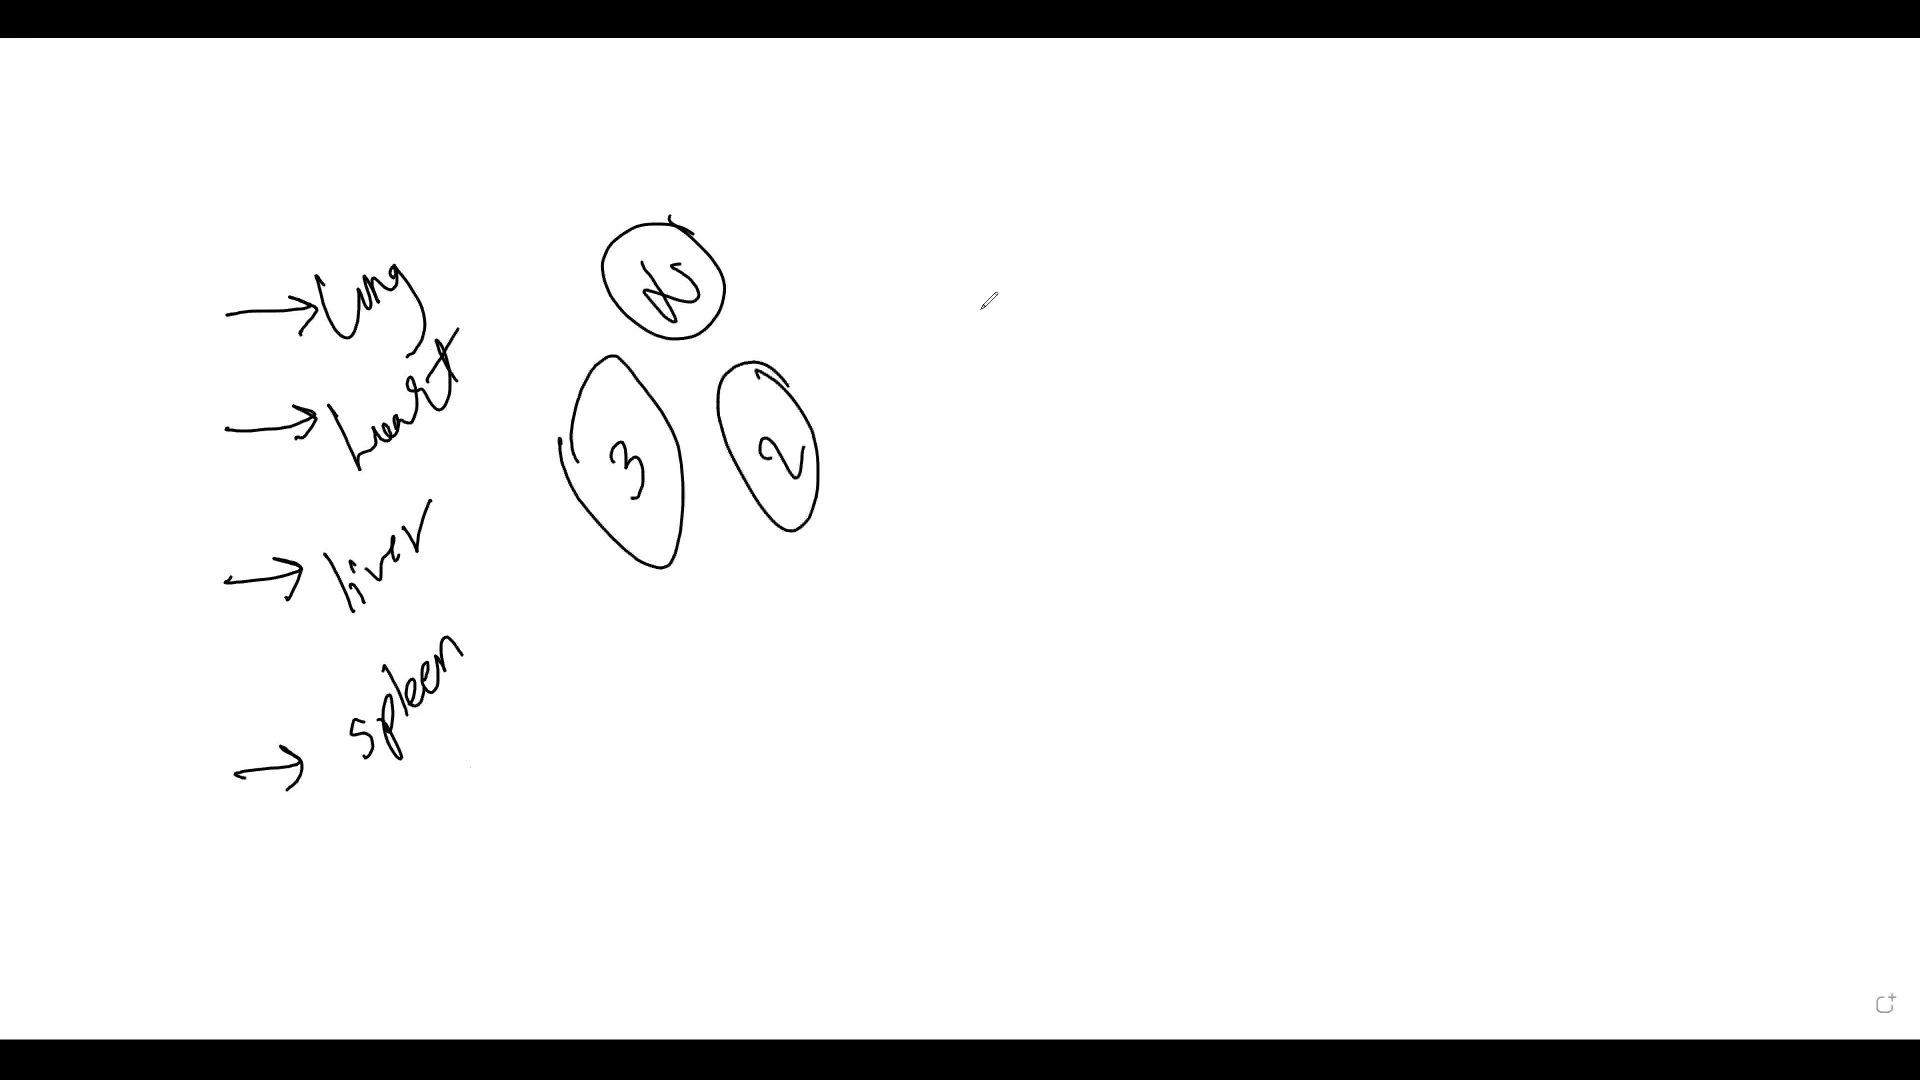 → Lung
→ heart
→ liver
→ spleen
3
2